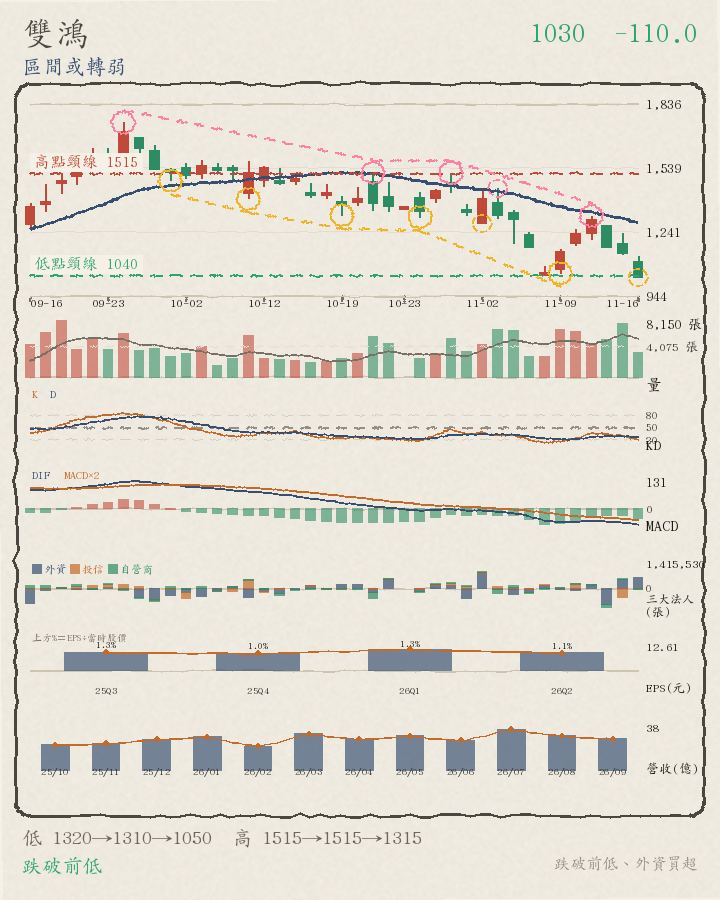 雙鴻
1030 -110.0
區間或轉弱
1,836
高點頸線 1515
1,539
1,241
低點頸線 1040
944
09-16 09-23 10-02 10-12 10-19 10-23 11-02 11-09 11-16
8,150 張
4,075 張
量
K D
80
50
20
KD
DIF MACD×2
131
0
MACD
外資 投信 自營商
1,415,530
0
三大法人
(張)
上方%=EPS÷當時股價
1.3% 1.0% 1.3% 1.1%
12.61
25Q3 25Q4 26Q1 26Q2
EPS(元)
38
25/10 25/11 25/12 26/01 26/02 26/03 26/04 26/05 26/06 26/07 26/08 26/09
營收(億)
低 1320→1310→1050 高 1515→1515→1315
跌破前低
跌破前低、外資買超